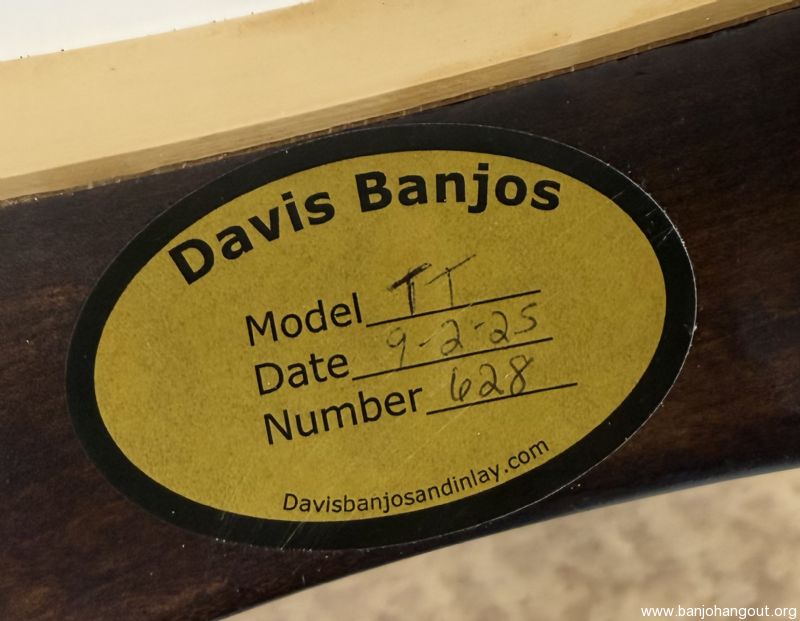 Davis Banjos
Model TT
Date 9-2-25
Number 628
Davisbanjosandinlay.com
www.banjohangout.org